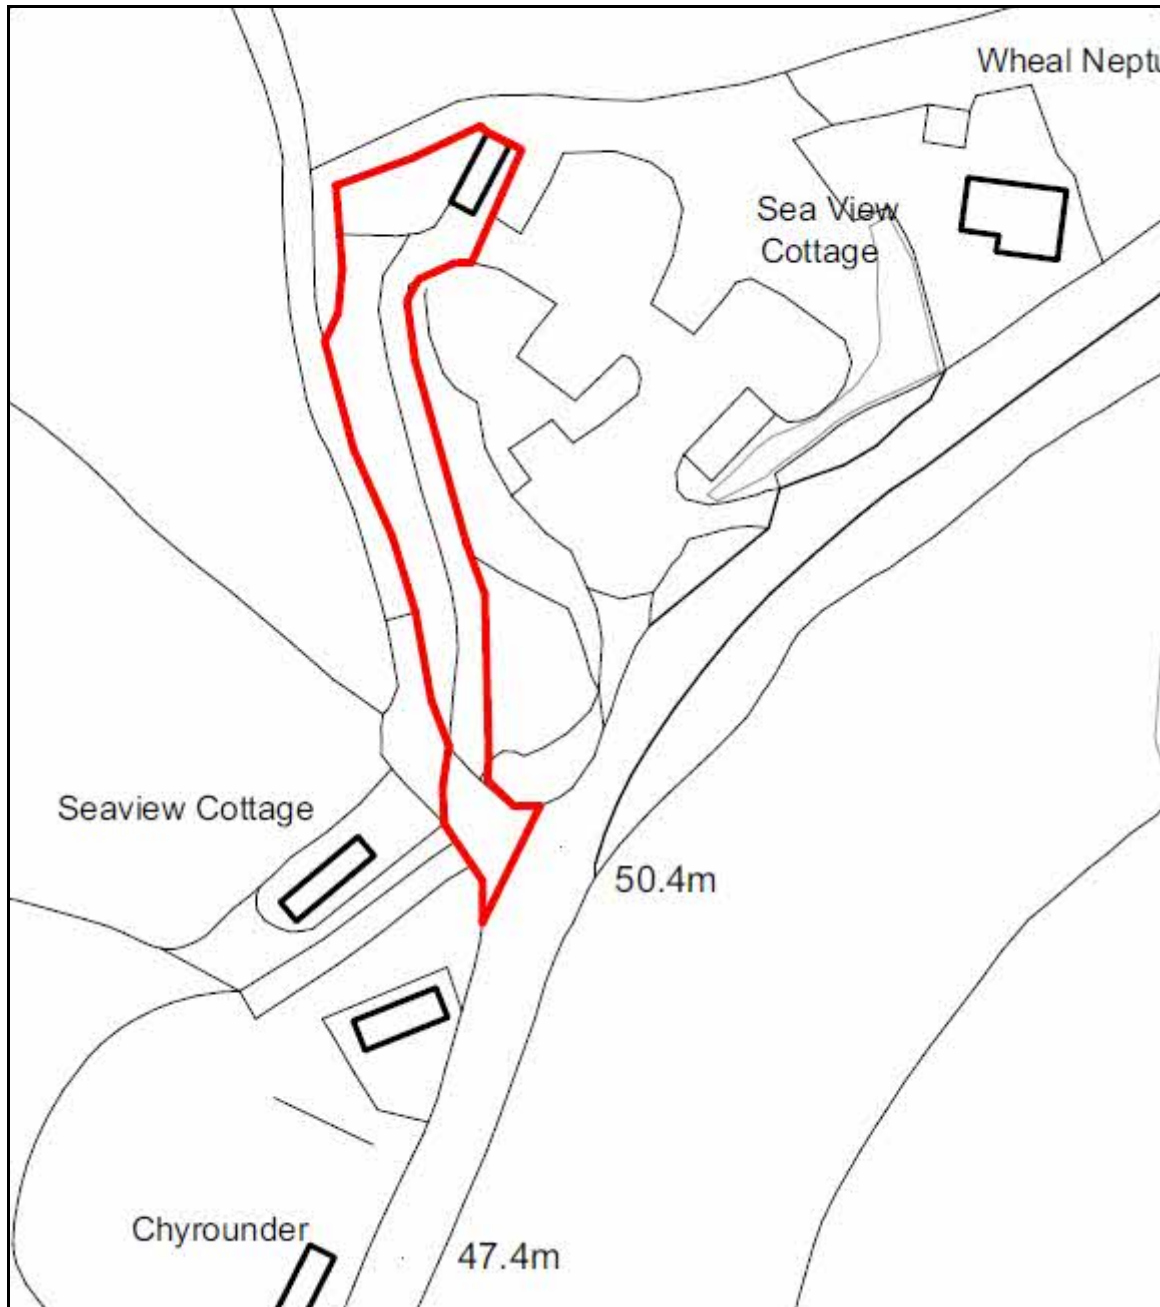 Wheal Neptu
Sea View
Cottage
Seaview Cottage
50.4m
Chyrounder
47.4m